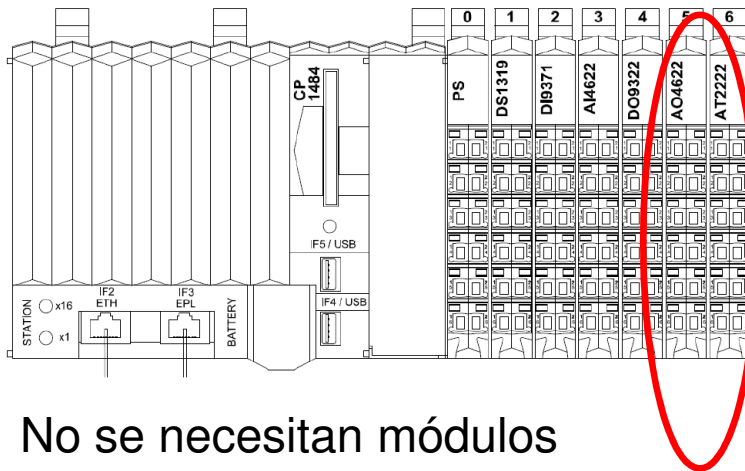 0 1 2 3 4 5 6
CP
1484
PS
DS1319
DI9371
AI4622
DO9322
AO4622
AT2222
IF5 / USB
IF4 / USB
STATION
x16
x1
IF2
ETH
IF3
EPL
BATTERY
No se necesitan módulos